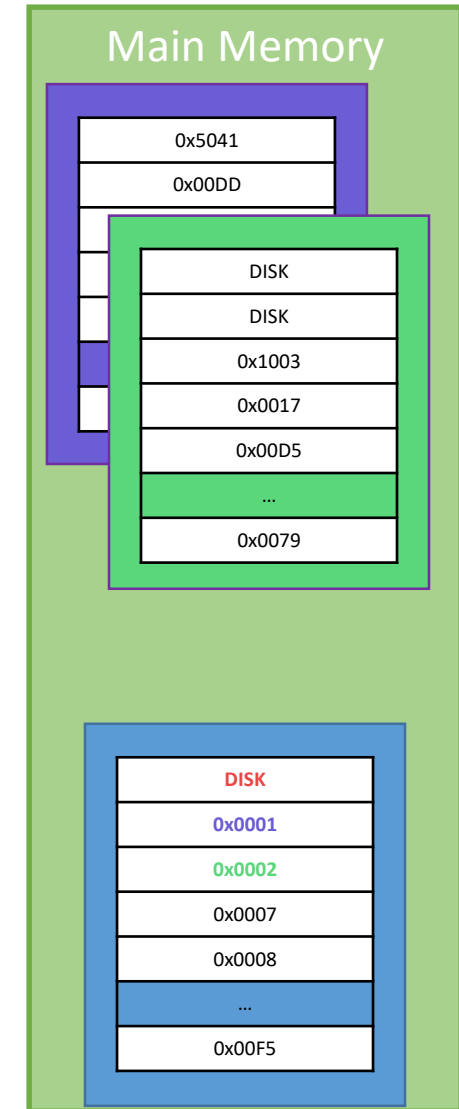 Main Memory
0x5041
0x00DD
DISK
DISK
0x1003
0x0017
0x00D5
...
0x0079
DISK
0x0001
0x0002
0x0007
0x0008
...
0x00F5